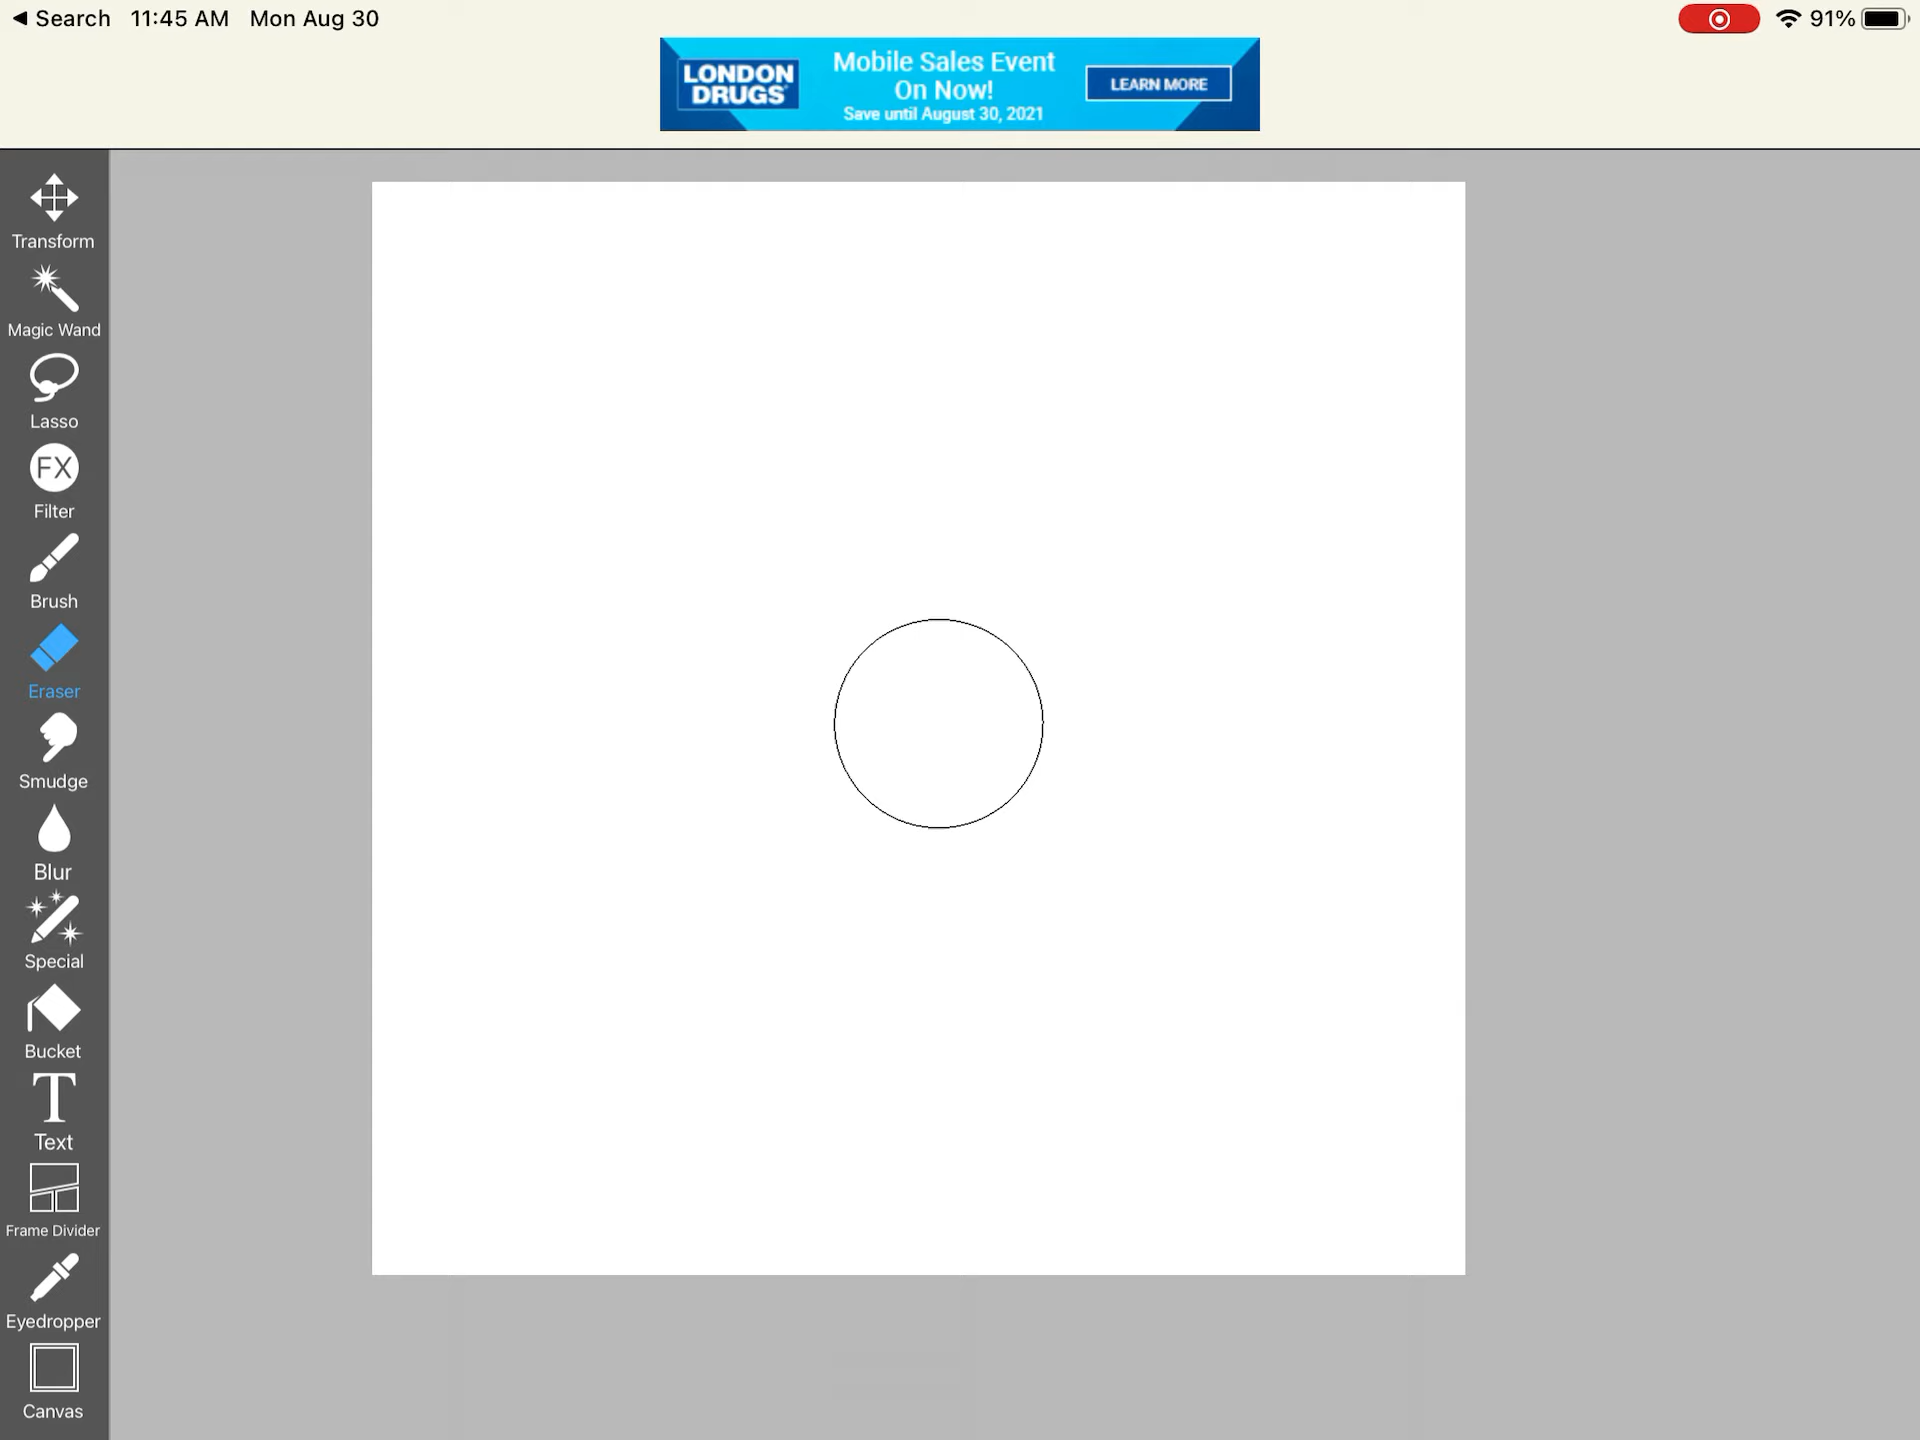 Search 11:45 AM Mon Aug 30
91%
LONDON
DRUGS
Mobile Sales Event
On Now!
Save until August 30, 2021
LEARN MORE
Transform
Magic Wand
Lasso
FX
Filter
Brush
Eraser
Smudge
Blur
Special
Bucket
T
Text
Frame Divider
Eyedropper
Canvas